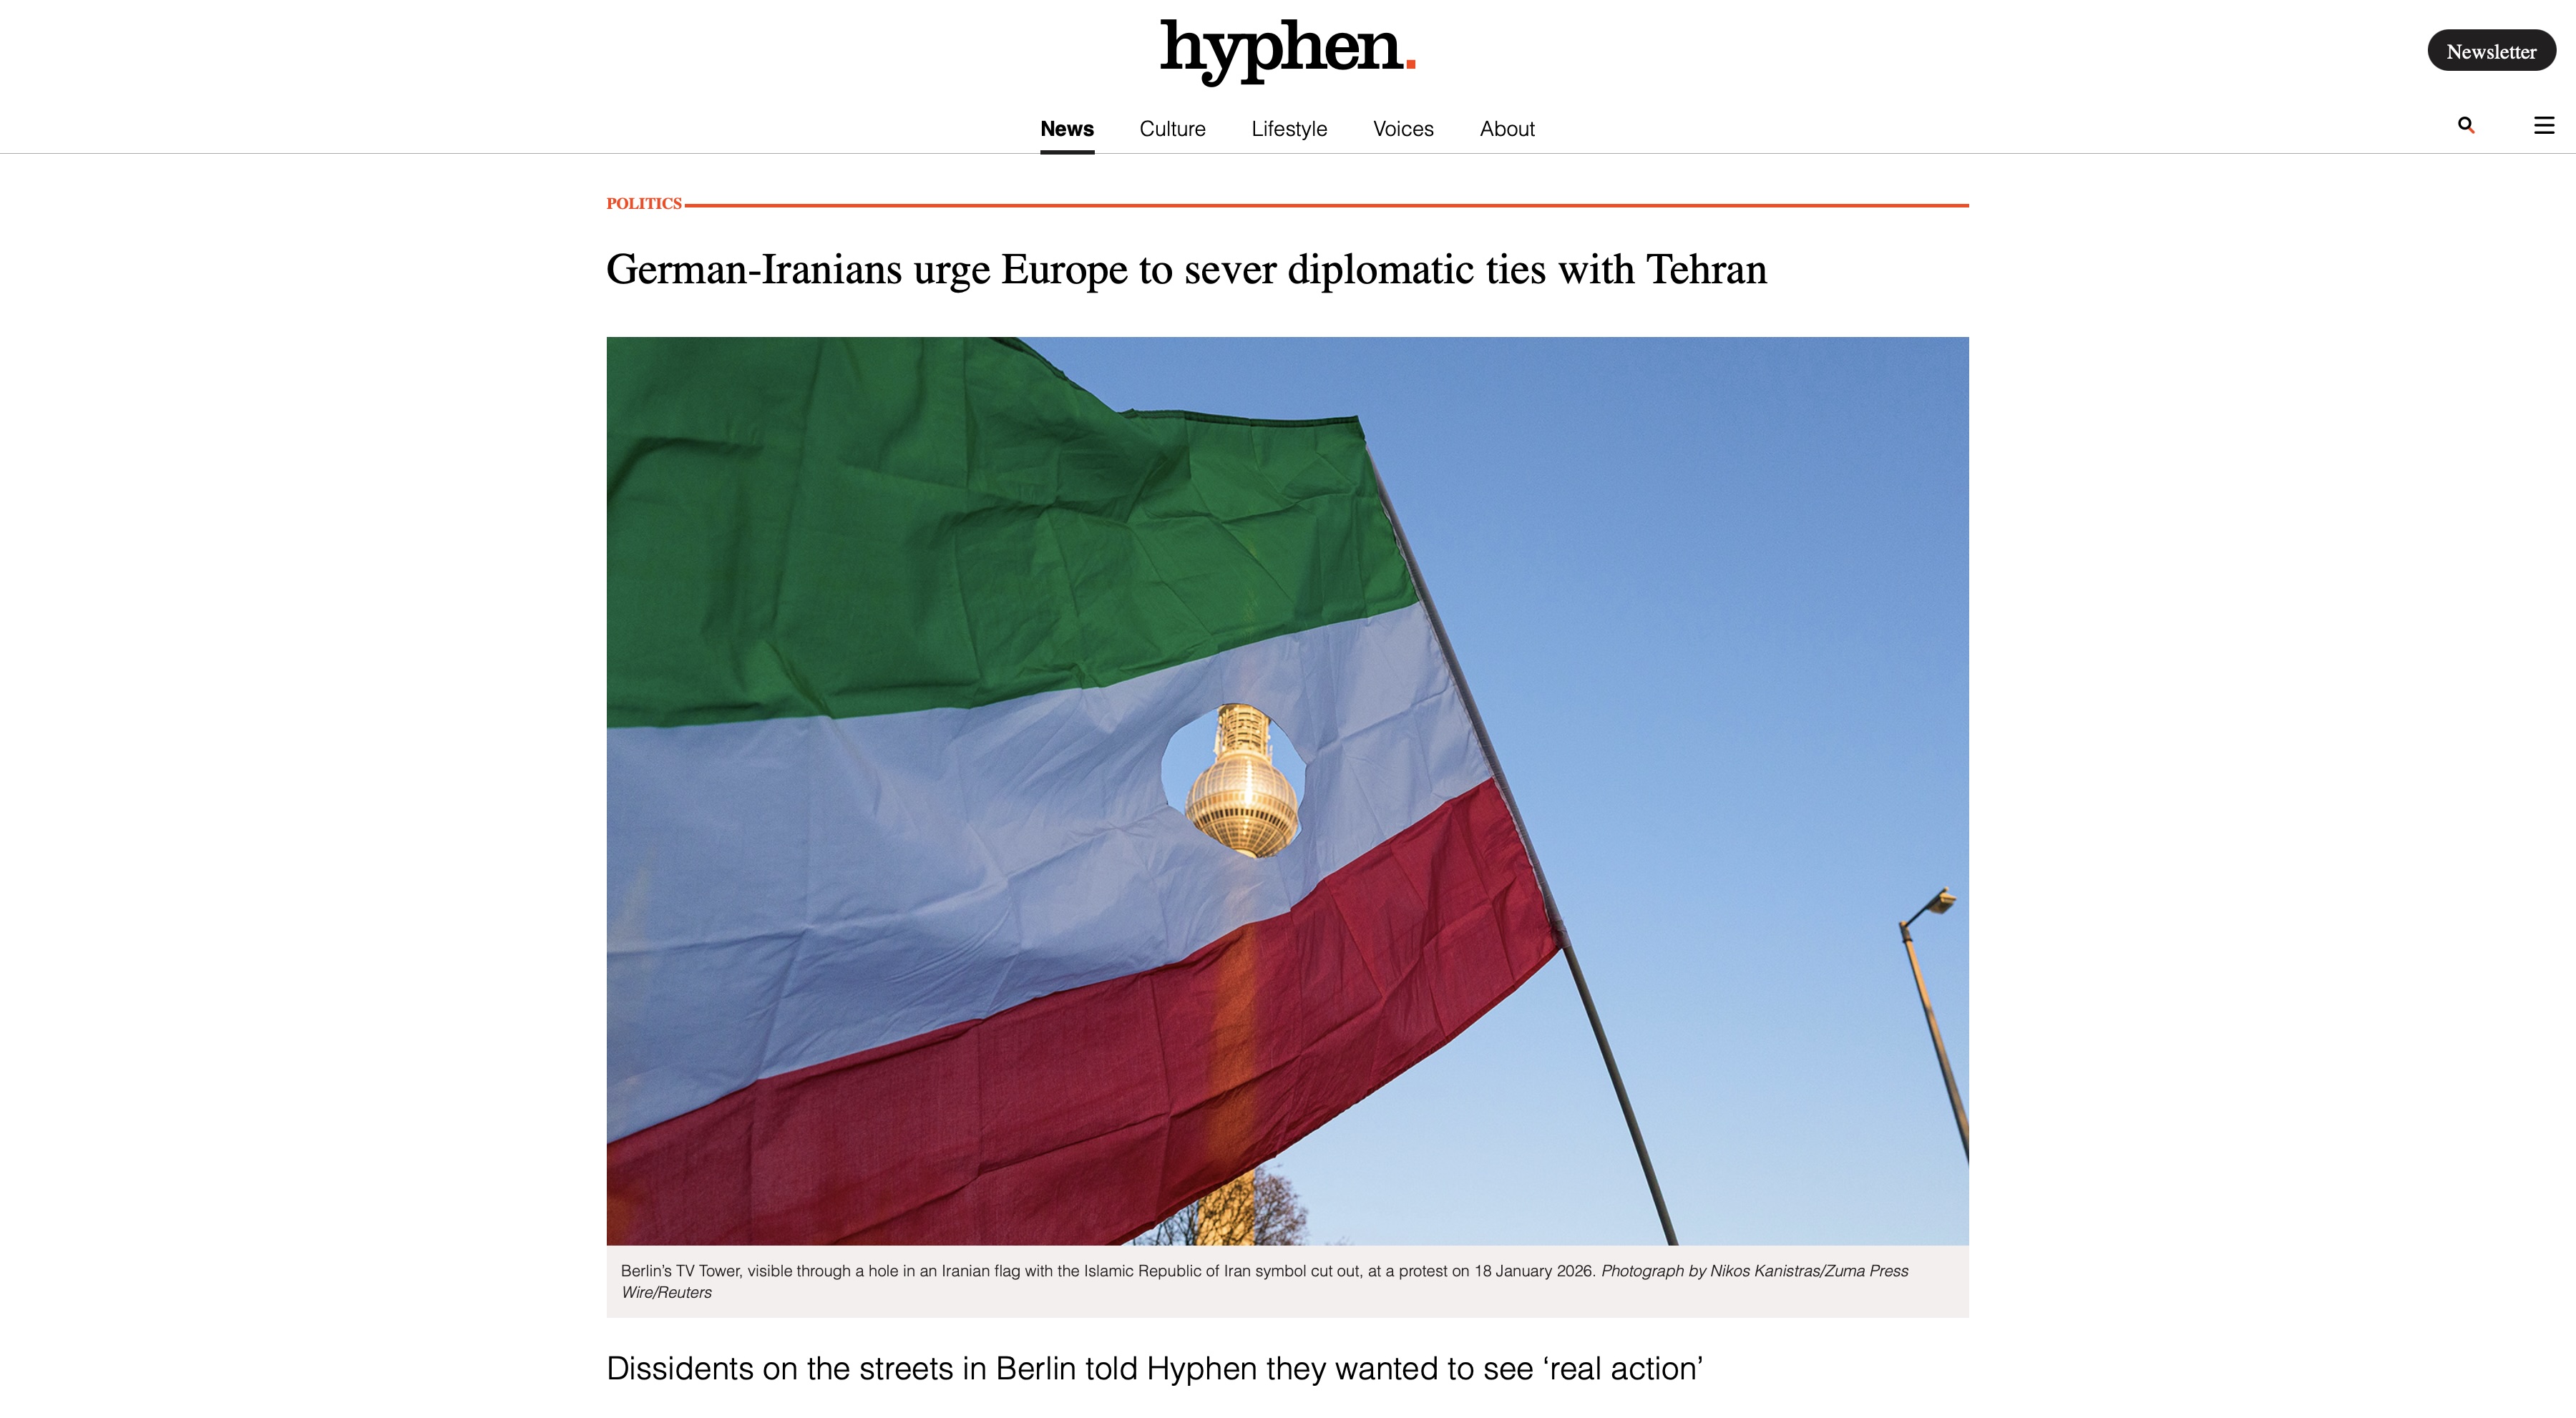 hyphen.
Newsletter
News Culture Lifestyle Voices About
POLITICS
German-Iranians urge Europe to sever diplomatic ties with Tehran
Berlin’s TV Tower, visible through a hole in an Iranian flag with the Islamic Republic of Iran symbol cut out, at a protest on 18 January 2026. Photograph by Nikos Kanistras/Zuma Press
Wire/Reuters
Dissidents on the streets in Berlin told Hyphen they wanted to see ‘real action’